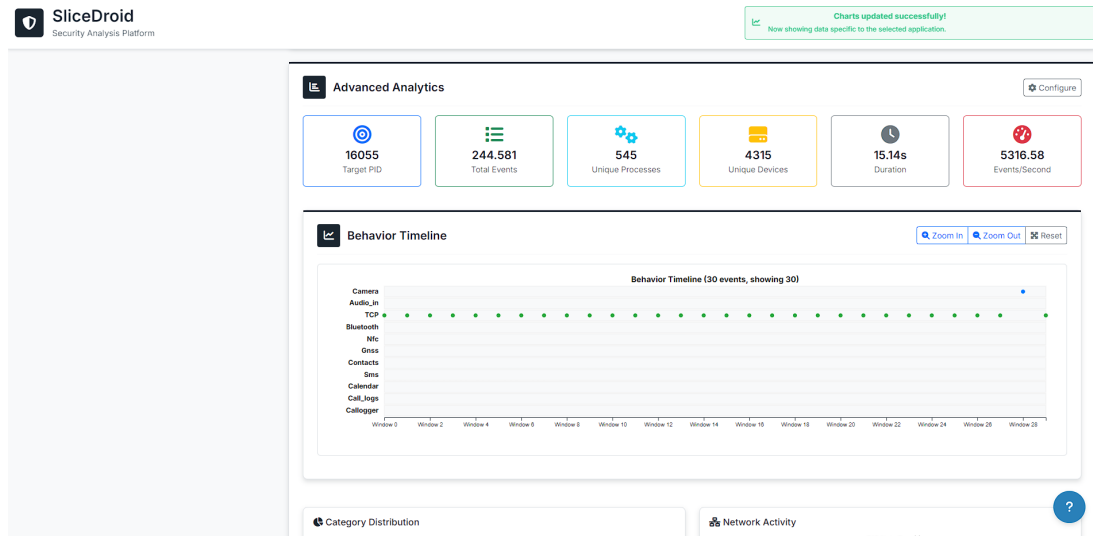 SliceDroid
Security Analysis Platform
Charts updated successfully!
Now showing data specific to the selected application.
Advanced Analytics
Configure
16055
Target PID
244.581
Total Events
545
Unique Processes
4315
Unique Devices
15.14s
Duration
5316.58
Events/Second
Behavior Timeline
Zoom In
Zoom Out
Reset
Behavior Timeline (30 events, showing 30)
Camera
Audio_in
TCP
Bluetooth
Nfc
Gnss
Contacts
Sms
Calendar
Call_logs
Callogger
Window 0 Window 2 Window 4 Window 6 Window 8 Window 10 Window 12 Window 14 Window 16 Window 18 Window 20 Window 22 Window 24 Window 26 Window 28
Category Distribution
Network Activity
?